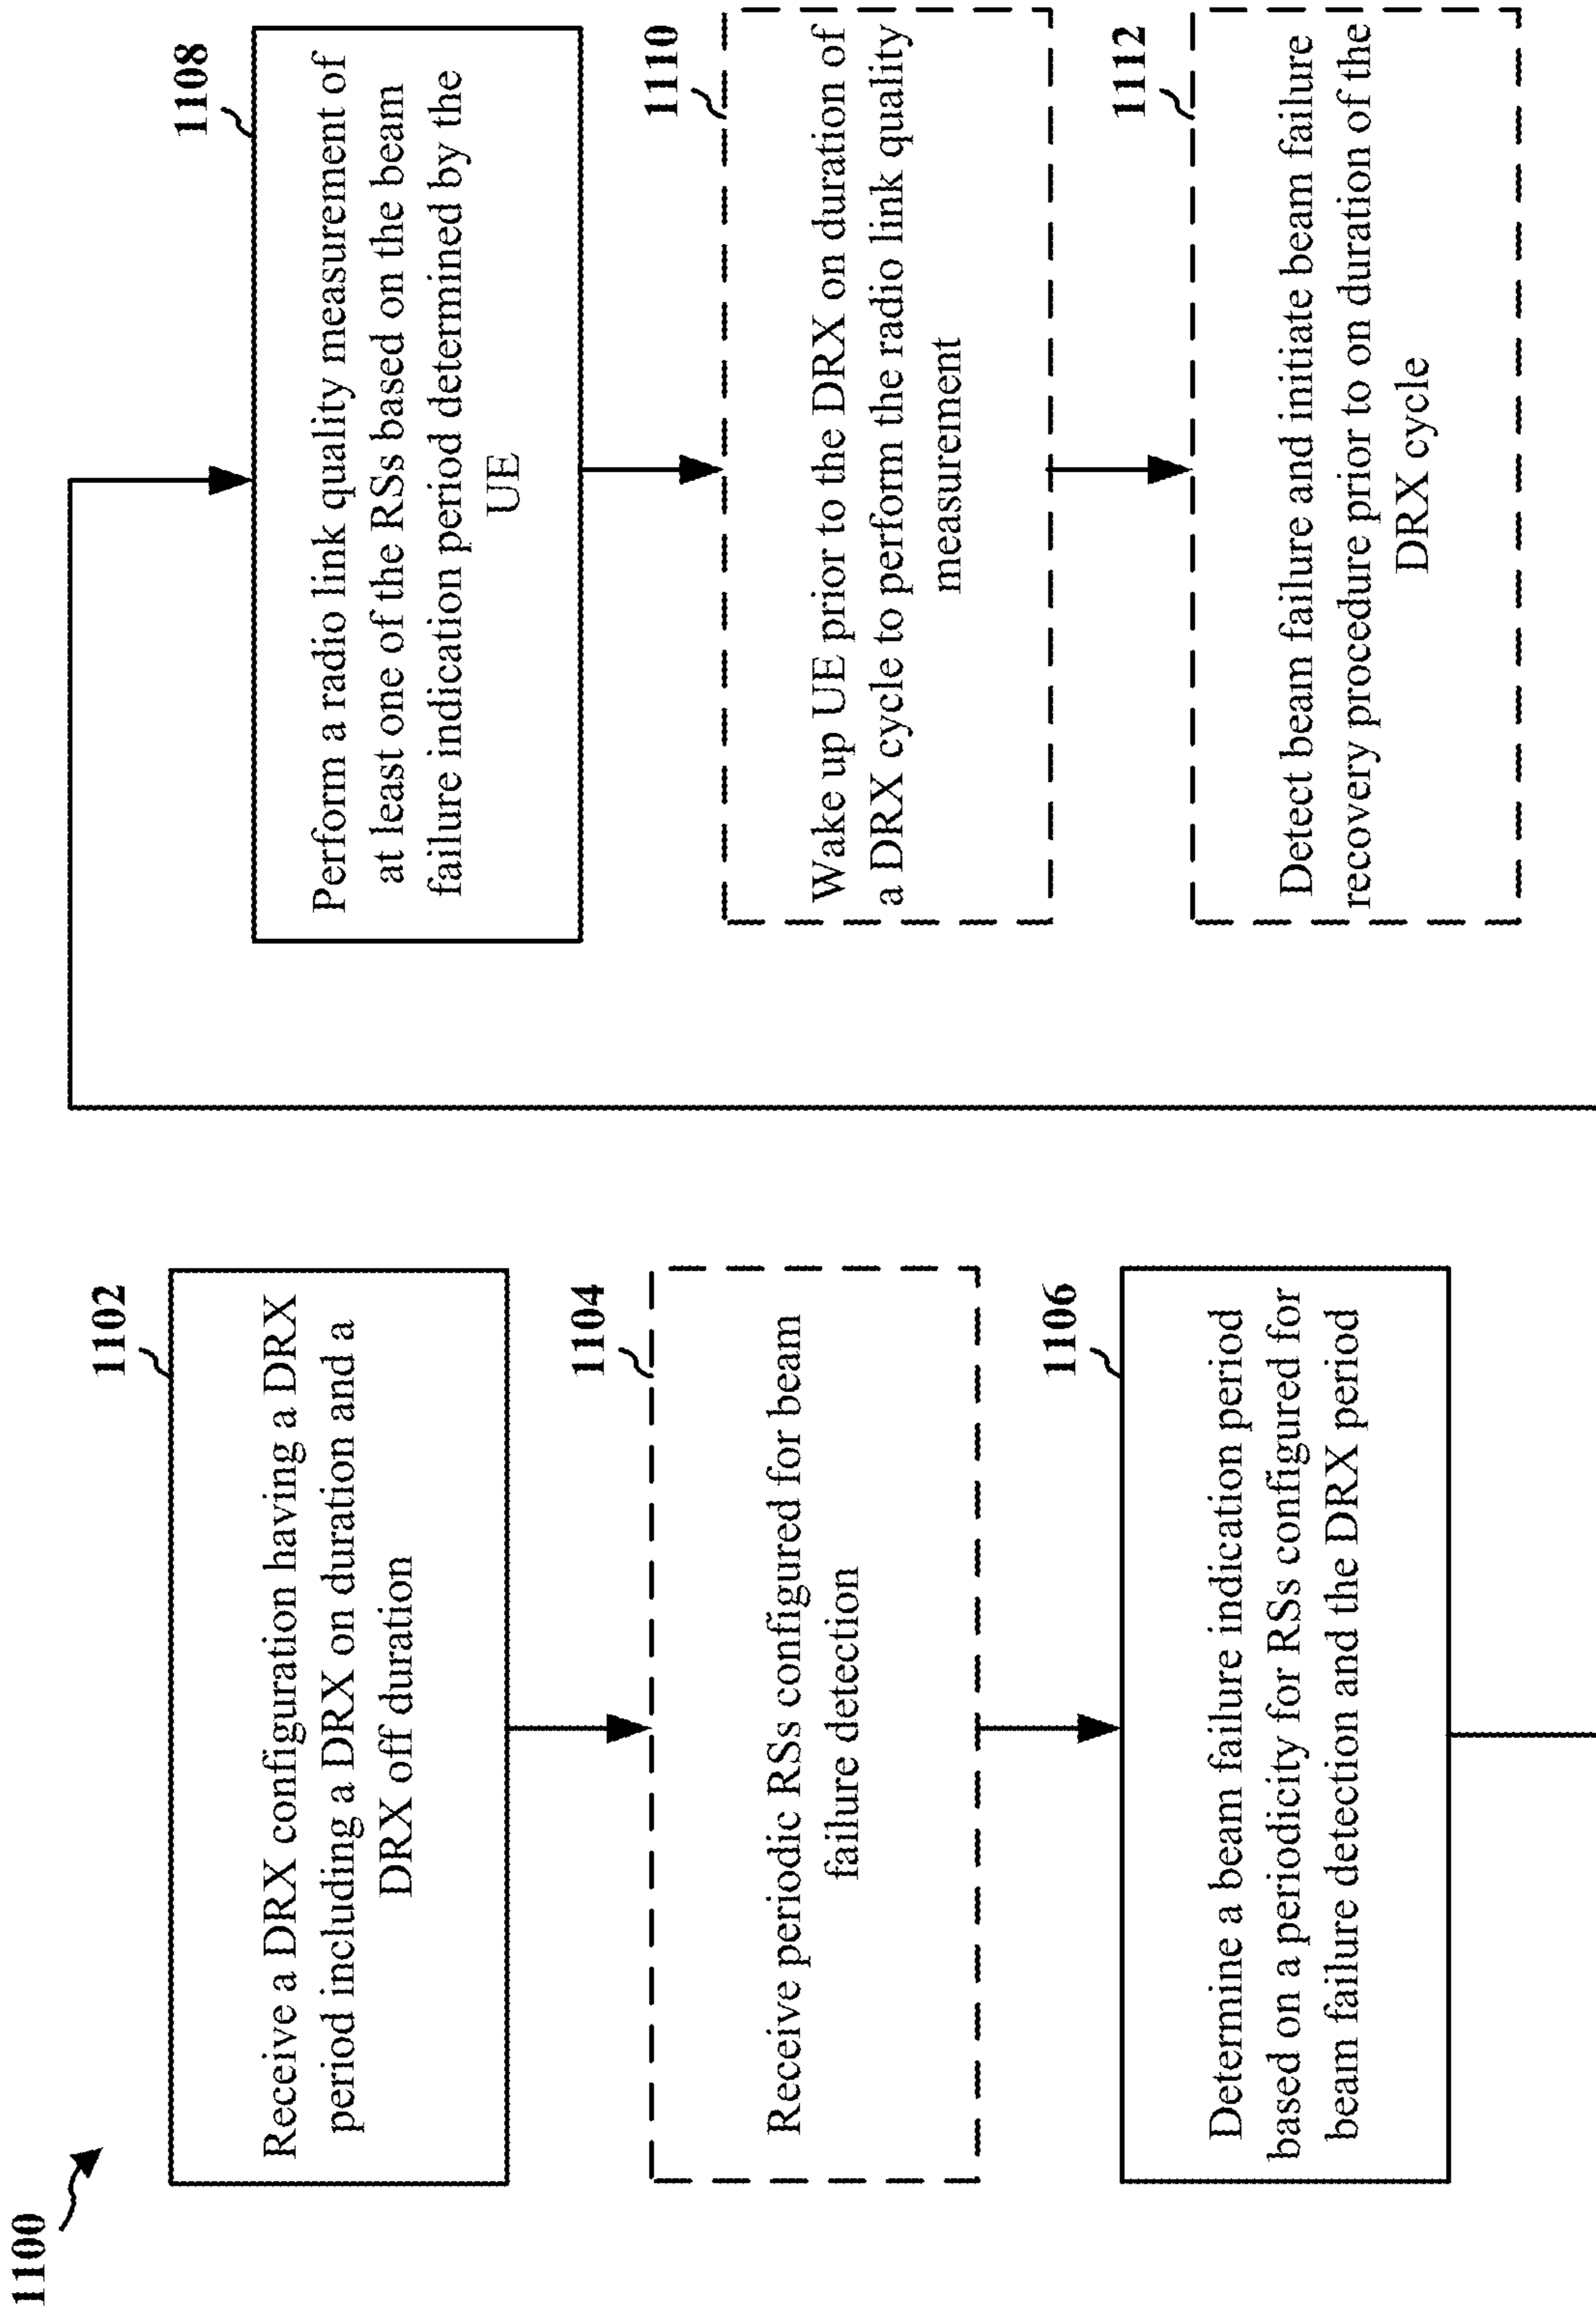 1100
1102
Receive a DRX configuration having a DRX
period including a DRX on duration and a
DRX off duration
1104
Receive periodic RSs configured for beam
failure detection
1106
Determine a beam failure indication period
based on a periodicity for RSs configured for
beam failure detection and the DRX period
1108
Perform a radio link quality measurement of
at least one of the RSs based on the beam
failure indication period determined by the
UE
1110
Wake up UE prior to the DRX on duration of
a DRX cycle to perform the radio link quality
measurement
1112
Detect beam failure and initiate beam failure
recovery procedure prior to on duration of the
DRX cycle